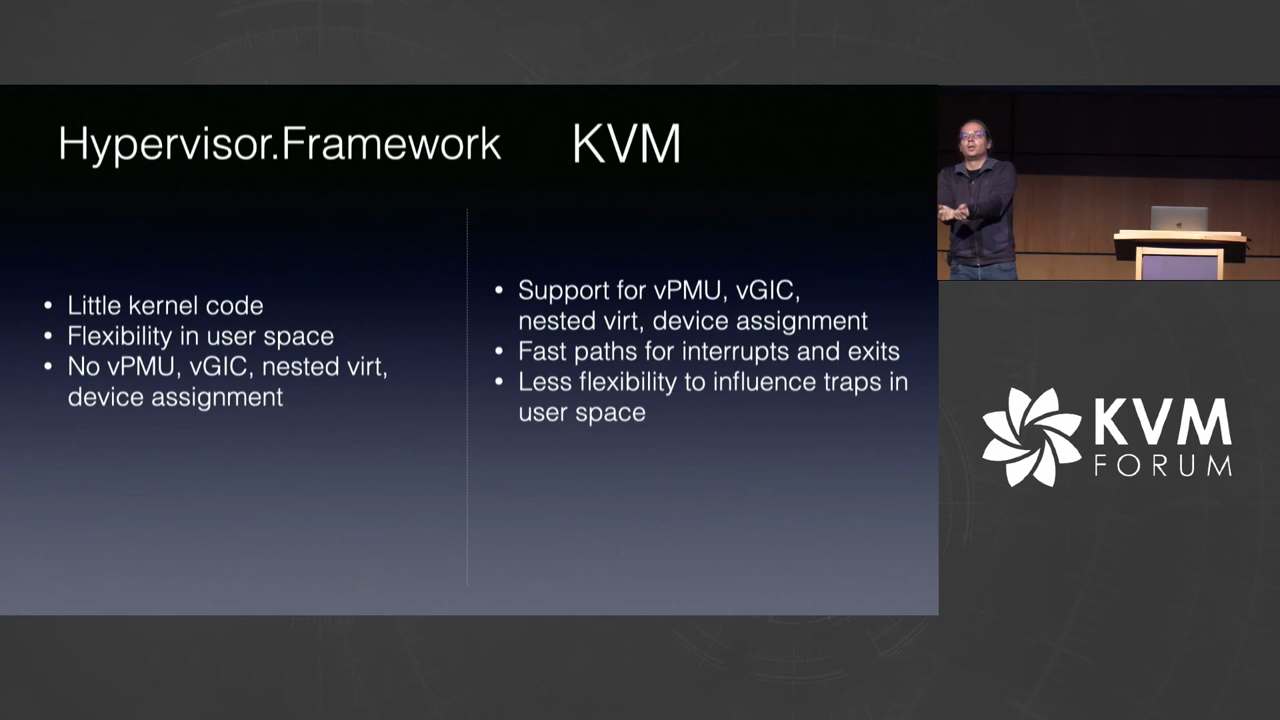 Hypervisor.Framework
• Little kernel code
• Flexibility in user space
• No vPMU, vGIC, nested virt,
device assignment
KVM
• Support for vPMU, vGIC,
nested virt, device assignment
• Fast paths for interrupts and exits
• Less flexibility to influence traps in
user space
KVM
FORUM